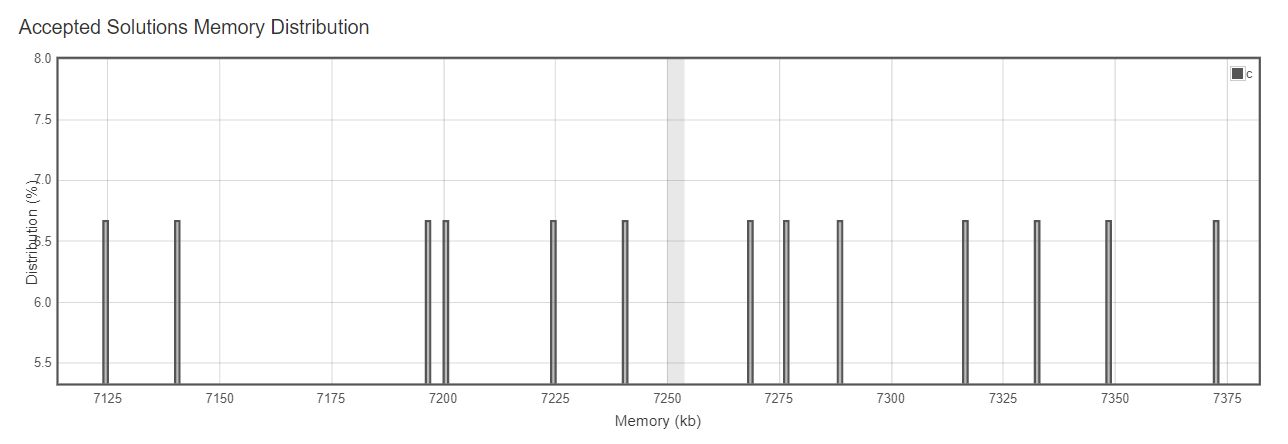 Accepted Solutions Memory Distribution
8.0
c
7.5
7.0
6.5
6.0
5.5
Distribution (%)
7125 7150 7175 7200 7225 7250 7275 7300 7325 7350 7375
Memory (kb)